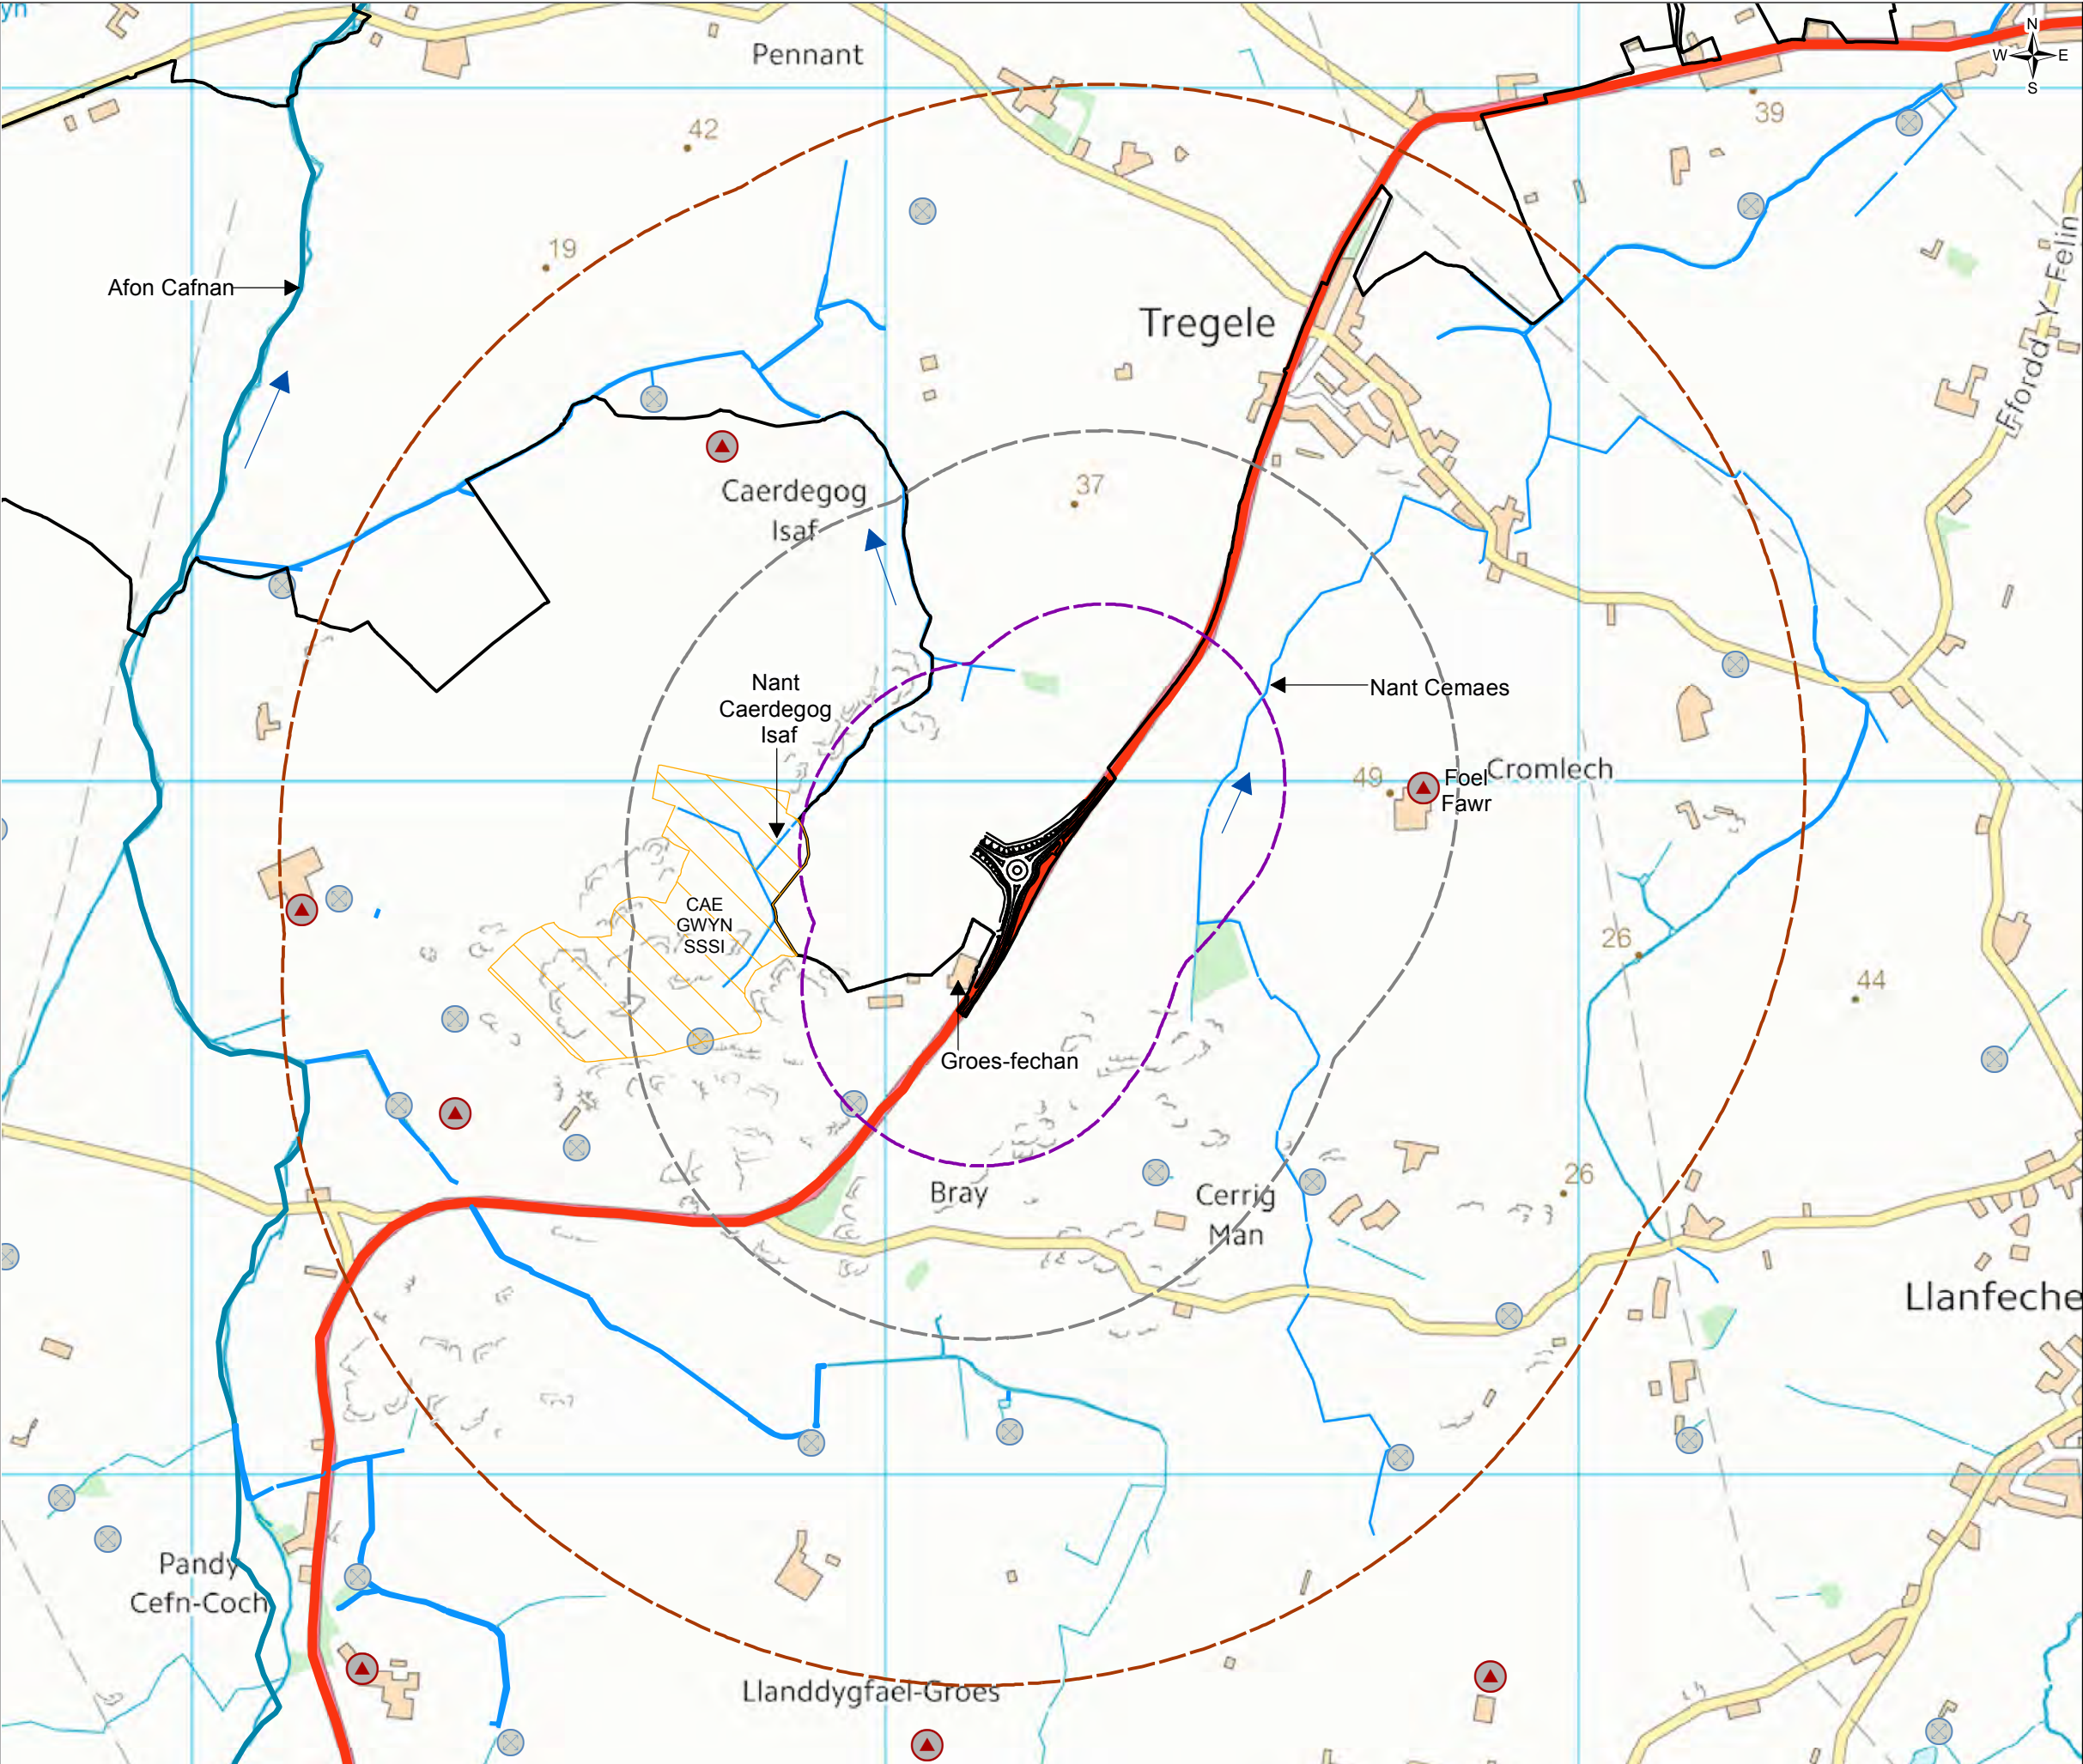 yn
Pennant
N
W E
S
42
39
19
Afon Cafnan
Tregele
Ffordd-Y-Felin
Caerdegog
Isaf
37
Nant
Caerdegog
Isaf
Nant Cemaes
49
Foel
Fawr
Cromlech
CAE
GWYN
SSSI
26
44
Groes-fechan
Bray
Cerrig
Man
26
Llanfeche
Pandy
Cefn-Coch
Llanddygfael-Groes